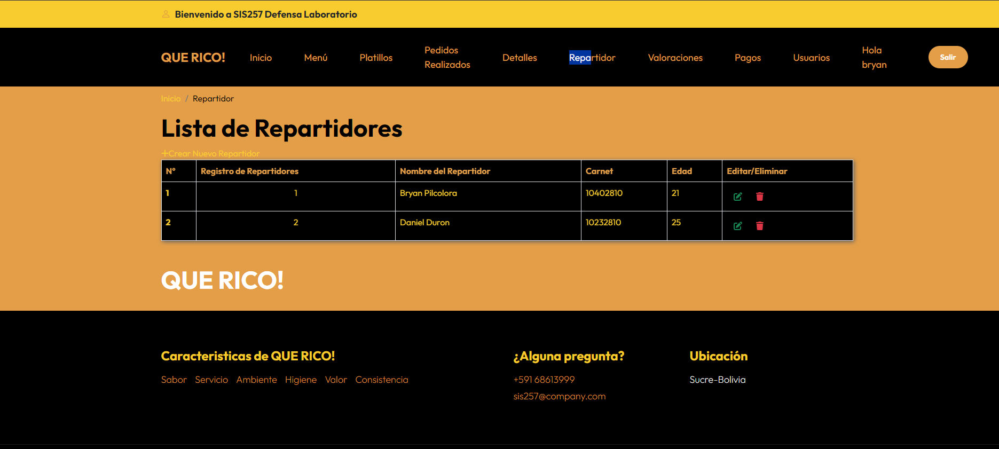 Bienvenido a SIS257 Defensa Laboratorio
QUE RICO! Inicio Menú Platillos Pedidos Realizados Detalles Repartidor Valoraciones Pagos Usuarios Hola bryan Salir
Inicio / Repartidor
Lista de Repartidores
+Crear Nuevo Repartidor
N° Registro de Repartidores Nombre del Repartidor Carnet Edad Editar/Eliminar
1 1 Bryan Pilcolora 10402810 21
2 2 Daniel Duron 10232810 25
QUE RICO!
Caracteristicas de QUE RICO!
Sabor Servicio Ambiente Higiene Valor Consistencia
¿Alguna pregunta?
+591 68613999
sis257@company.com
Ubicación
Sucre-Bolivia